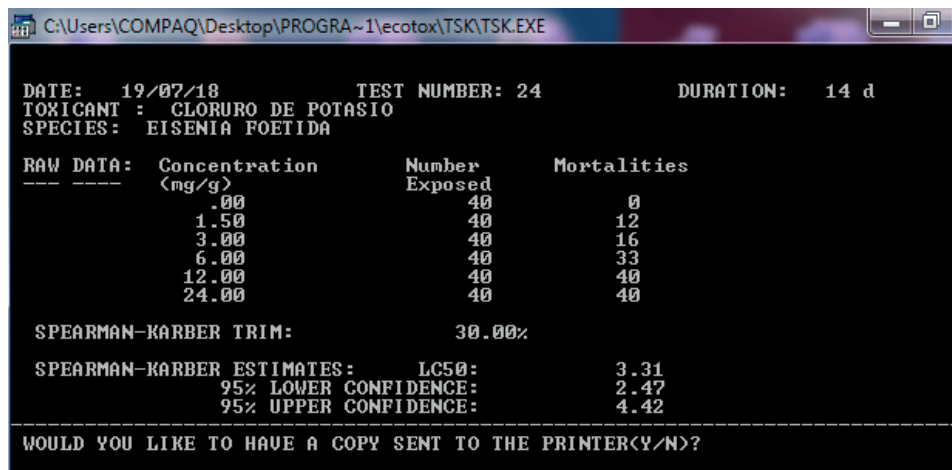 C:\Users\COMPAQ\Desktop\PROGRA~1\ecotox\TSK\TSK.EXE
DATE: 19/07/18 TEST NUMBER: 24 DURATION: 14 d
TOXICANT : CLORURO DE POTASIO
SPECIES: EISENIA FOETIDA
RAW DATA: Concentration Number Mortalities
--- ---- (mg/g) Exposed
.00 40 0
1.50 40 12
3.00 40 16
6.00 40 33
12.00 40 40
24.00 40 40
SPEARMAN-KARBER TRIM: 30.00%
SPEARMAN-KARBER ESTIMATES: LC50: 3.31
95% LOWER CONFIDENCE: 2.47
95% UPPER CONFIDENCE: 4.42
WOULD YOU LIKE TO HAVE A COPY SENT TO THE PRINTER(Y/N)?